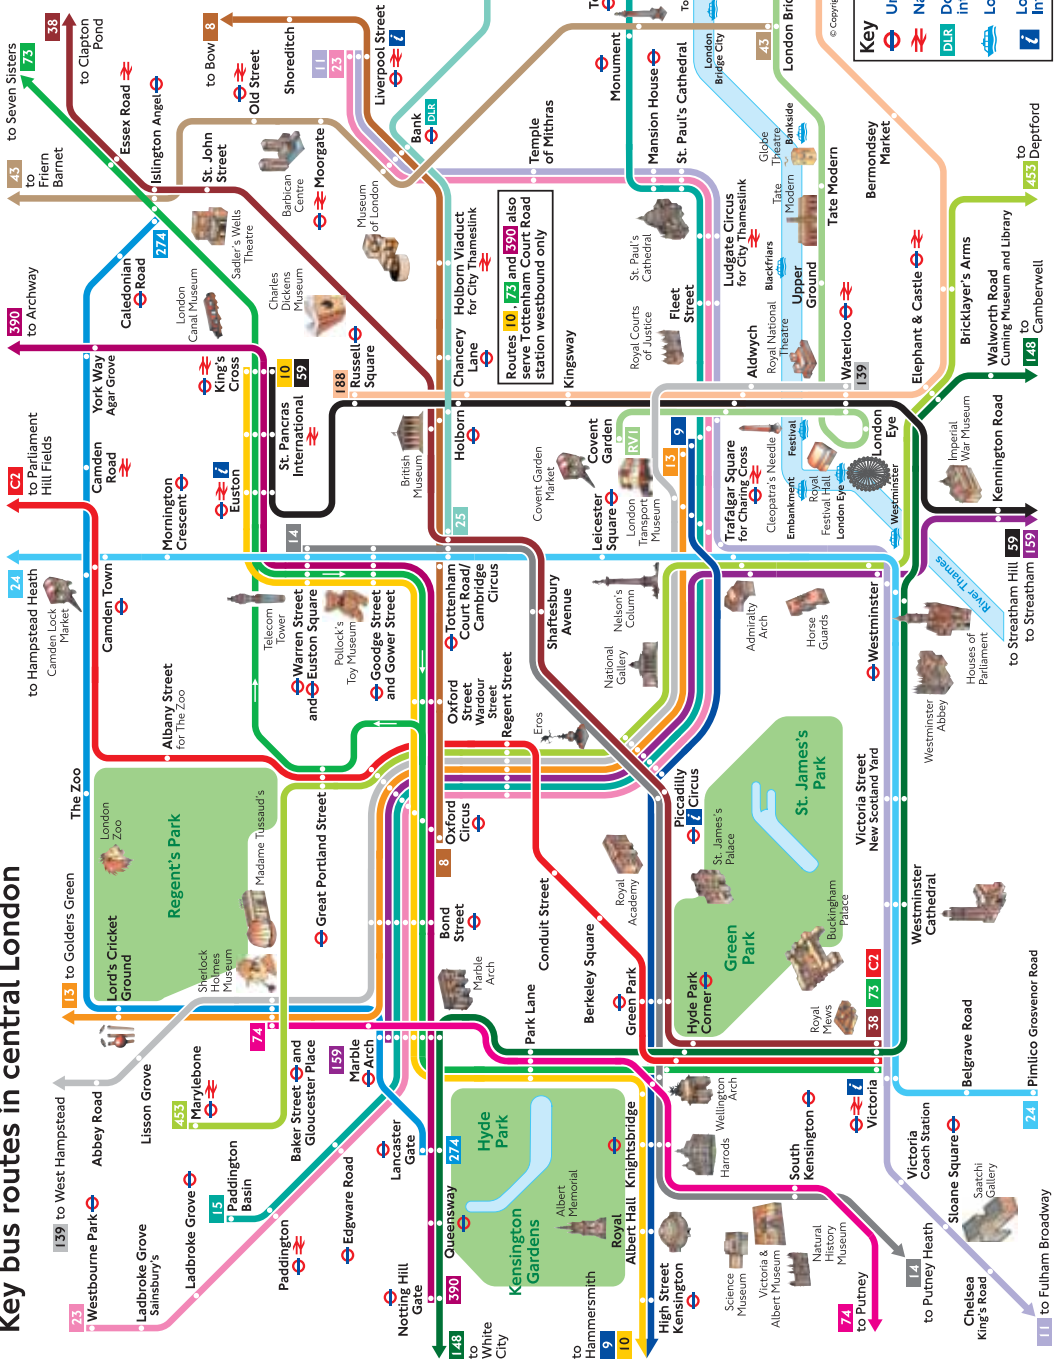 Key bus routes in central London
139 to West Hampstead
13 to Golders Green
24 to Hampstead Heath
C2 to Parliament
Hill Fields
390
to Archway
43
to
Friern
Barnet
to Seven Sisters
73
38
to Clapton
Pond
23
Westbourne Park
Ladbroke Grove
Sainsbury's
Ladbroke Grove
Abbey Road
Lisson Grove
453
Marylebone
15
Paddington
Basin
Paddington
Edgware Road
Baker Street and
Gloucester Place
74
159
Marble
Arch
Lancaster
Gate
274
Queensway
Notting Hill
Gate
390
148
to
White
City
Lord's Cricket
Ground
Sherlock
Holmes
Museum
London
Zoo
Regent's Park
Madame Tussaud's
The Zoo
Albany Street
for The Zoo
Great Portland Street
Camden Lock
Market
Camden Town
Mornington
Crescent
Camden
Road
York Way
Agar Grove
Caledonian
Road
274
Islington Angel
Essex Road
St. John
Street
Sadler's Wells
Theatre
London
Canal Museum
Charles
Dickens
Museum
King's
Cross
10
59
St. Pancras
International
Euston
14
Telecom
Tower
Warren Street
and Euston Square
Pollock's
Toy Museum
Goodge Street
and Gower Street
Russell
Square
188
British
Museum
Holborn
Chancery
Lane
Holborn Viaduct
for City Thameslink
Museum
of London
Barbican
Centre
Moorgate
Old Street
to Bow
8
Shoreditch
11
23
Liverpool Street
Bank
DLR
Temple
of Mithras
Routes 10, 73 and 390 also
serve Tottenham Court Road
station westbound only
25
Tottenham
Court Road/
Cambridge
Circus
Oxford
Street
Wardour
Street
Regent Street
Oxford
Circus
8
Bond
Street
Marble
Arch
Park Lane
Conduit Street
Berkeley Square
Green Park
Royal
Academy
Eros
Piccadilly
Circus
Shaftesbury
Avenue
National
Gallery
Nelson's
Column
Leicester
Square
Covent Garden
Market
Covent
Garden
RV1
London
Transport
Museum
Kingsway
13
9
Trafalgar Square
for Charing Cross
Cleopatra's Needle
Embankment
Festival
Royal
Festival Hall
London Eye
London
Eye
Westminster
Aldwych
Royal Courts
of Justice
Fleet
Street
St. Paul's
Cathedral
Ludgate Circus
for City Thameslink
Blackfriars
Royal National
Theatre
Upper
Ground
Waterloo
139
Tate
Modern
Globe
Theatre
Bankside
Tate Modern
Monument
Mansion House
St. Paul's Cathedral
London
Bridge City
43
Bermondsey
Market
Elephant & Castle
Bricklayer's Arms
to
453 Deptford
Walworth Road
Cuming Museum and Library
148 to
Camberwell
Imperial
War Museum
Kennington Road
59
159
to Streatham Hill
to Streatham
River Thames
Houses of
Parliament
Westminster
Westminster
Abbey
Admiralty
Arch
Horse
Guards
St. James's
Park
St. James's
Palace
Green
Park
Buckingham
Palace
Royal
Mews
Hyde Park
Corner
38
73
C2
Victoria Street
New Scotland Yard
Westminster
Cathedral
Victoria
Belgrave Road
24
Pimlico Grosvenor Road
Victoria
Coach Station
Sloane Square
Saatchi
Gallery
Chelsea
King's Road
11 to Fulham Broadway
14
to Putney Heath
74
to Putney
South
Kensington
Natural
History
Museum
Victoria &
Albert Museum
Science
Museum
Harrods
Wellington
Arch
Knightsbridge
Royal
Albert Hall
High Street
Kensington
Albert
Memorial
Hyde
Park
Kensington
Gardens
to
Hammersmith
9
10
Key
DLR
© Copyrig